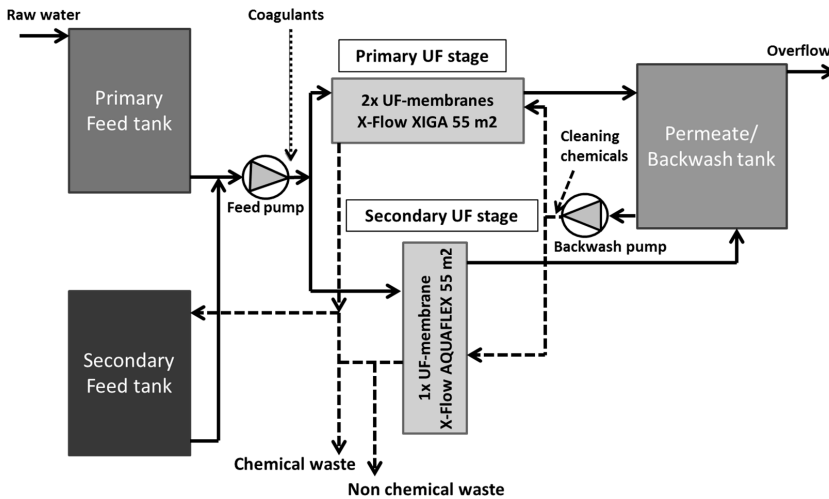 Raw water
Coagulants
Primary UF stage
Overflow
Primary
Feed tank
2x UF-membranes
X-Flow XIGA 55 m2
Permeate/
Backwash tank
Cleaning
chemicals
Feed pump
Secondary UF stage
Backwash pump
1x UF-membrane
X-Flow AQUAFLEX 55 m2
Secondary
Feed tank
Chemical waste
Non chemical waste